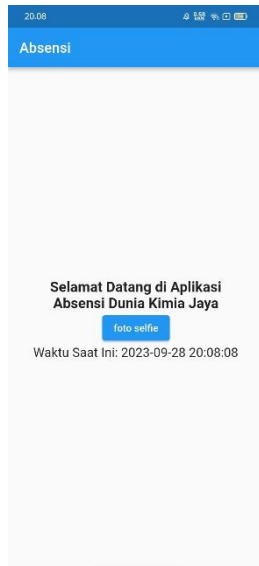 20.08
Absensi
Selamat Datang di Aplikasi
Absensi Dunia Kimia Jaya
foto selfie
Waktu Saat Ini: 2023-09-28 20:08:08